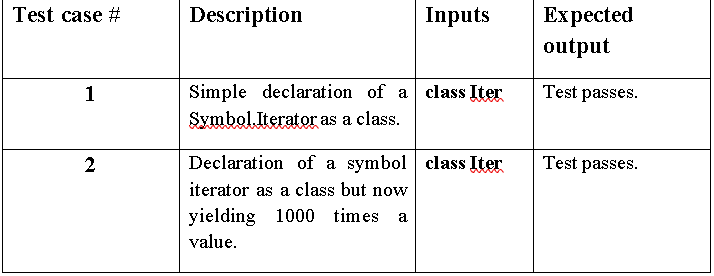 Test case # Description Inputs Expected
output
1 Simple declaration of a class Iter Test passes.
Symbol.Iterator as a class.
2 Declaration of a symbol class Iter Test passes.
iterator as a class but now
yielding 1000 times a
value.